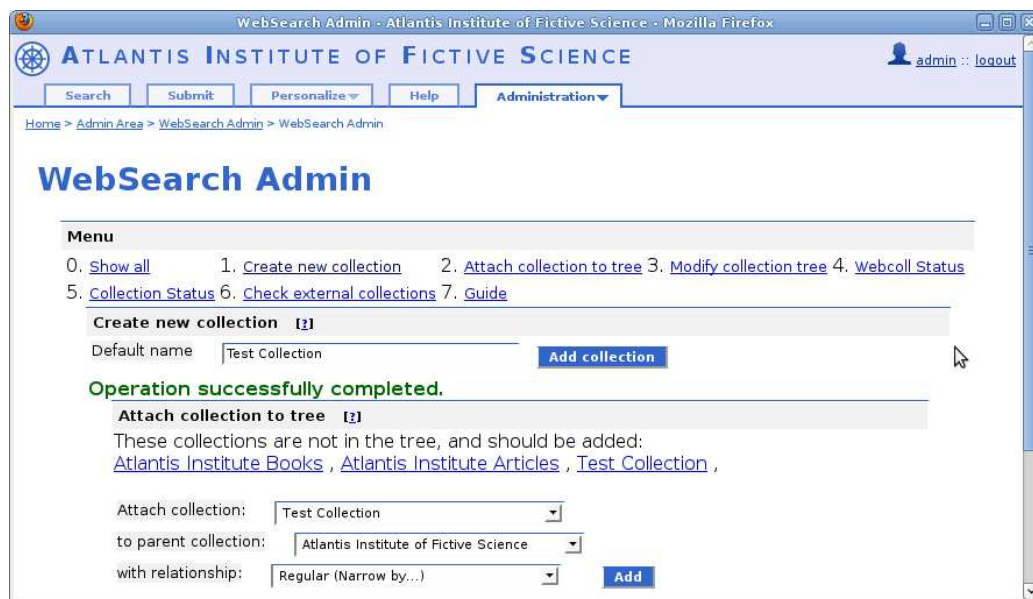 WebSearch Admin - Atlantis Institute of Fictive Science - Mozilla Firefox
ATLANTIS INSTITUTE OF FICTIVE SCIENCE
admin :: logout
Search Submit Personalize Help Administration
Home > Admin Area > WebSearch Admin > WebSearch Admin
WebSearch Admin
Menu
0. Show all 1. Create new collection 2. Attach collection to tree 3. Modify collection tree 4. Webcoll Status
5. Collection Status 6. Check external collections 7. Guide
Create new collection [?]
Default name Test Collection Add collection
Operation successfully completed.
Attach collection to tree [?]
These collections are not in the tree, and should be added:
Atlantis Institute Books , Atlantis Institute Articles , Test Collection ,
Attach collection: Test Collection
to parent collection: Atlantis Institute of Fictive Science
with relationship: Regular (Narrow by...) Add